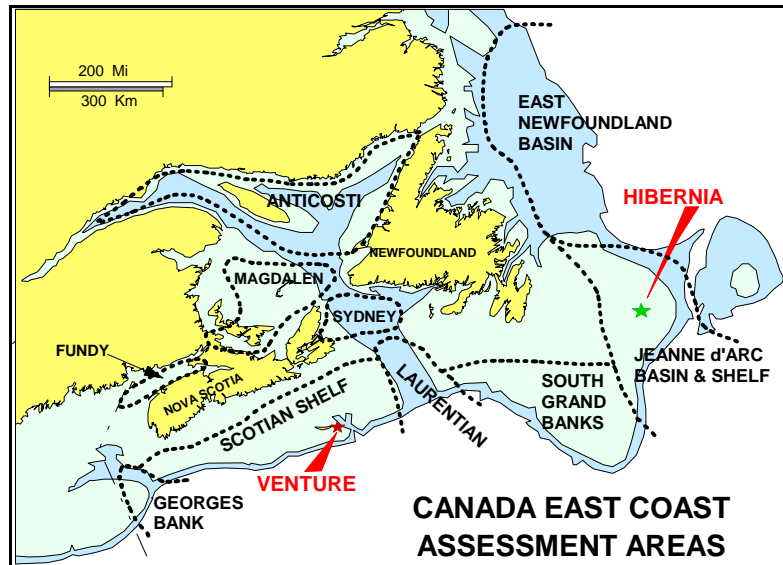 200 Mi
300 Km
EAST
NEWFOUNDLAND
BASIN
ANTICOSTI
HIBERNIA
NEWFOUNDLAND
MAGDALEN
SYDNEY
FUNDY
NOVA SCOTIA
SCOTIAN SHELF
LAURENTIAN
JEANNE d'ARC
BASIN & SHELF
SOUTH
GRAND
BANKS
VENTURE
GEORGES
BANK
CANADA EAST COAST
ASSESSMENT AREAS